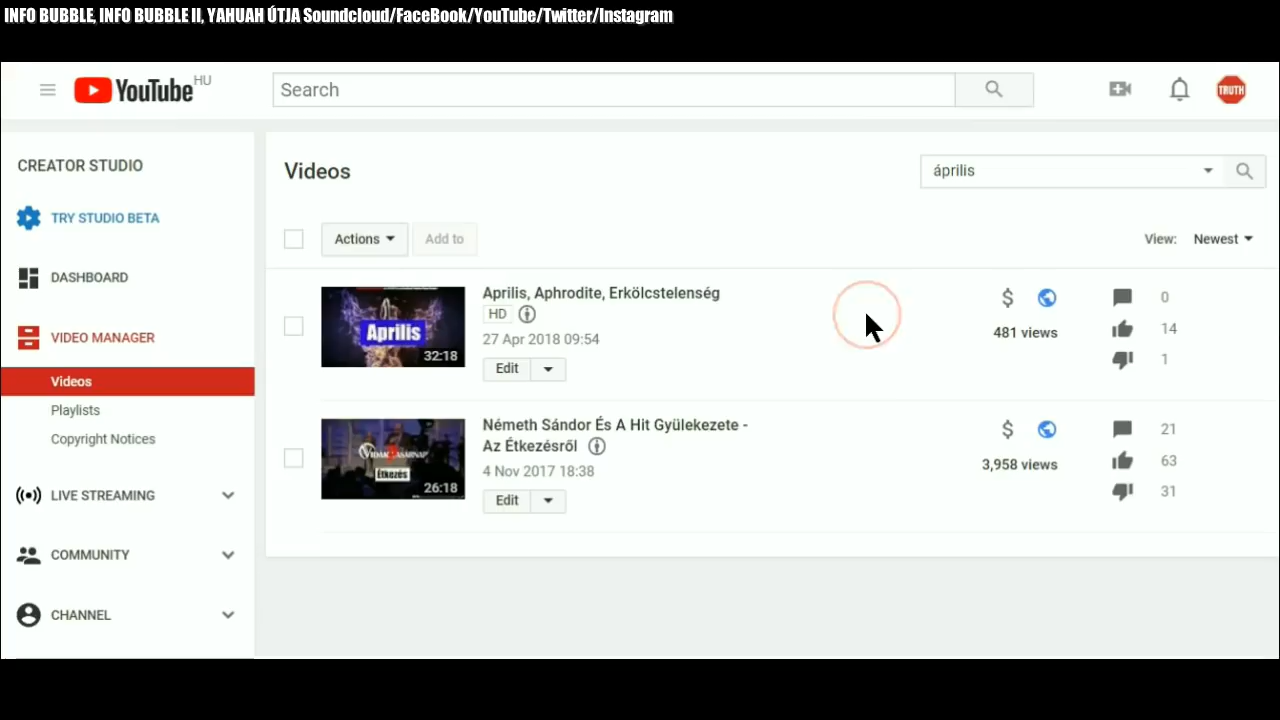 INFO BUBBLE, INFO BUBBLE II, YAHUAH ÚTJA Soundcloud/FaceBook/YouTube/Twitter/Instagram
YouTube HU
Search
TRUTH
CREATOR STUDIO
TRY STUDIO BETA
DASHBOARD
VIDEO MANAGER
Videos
Playlists
Copyright Notices
LIVE STREAMING
COMMUNITY
CHANNEL
Videos
április
Actions
Add to
View: Newest
Aprilis
32:18
Aprilis, Aphrodite, Erkölcstelenség
HD
27 Apr 2018 09:54
Edit
$
481 views
0
14
1
Étkezés
26:18
Németh Sándor És A Hit Gyülekezete -
Az Étkezésről
4 Nov 2017 18:38
Edit
$
3,958 views
21
63
31